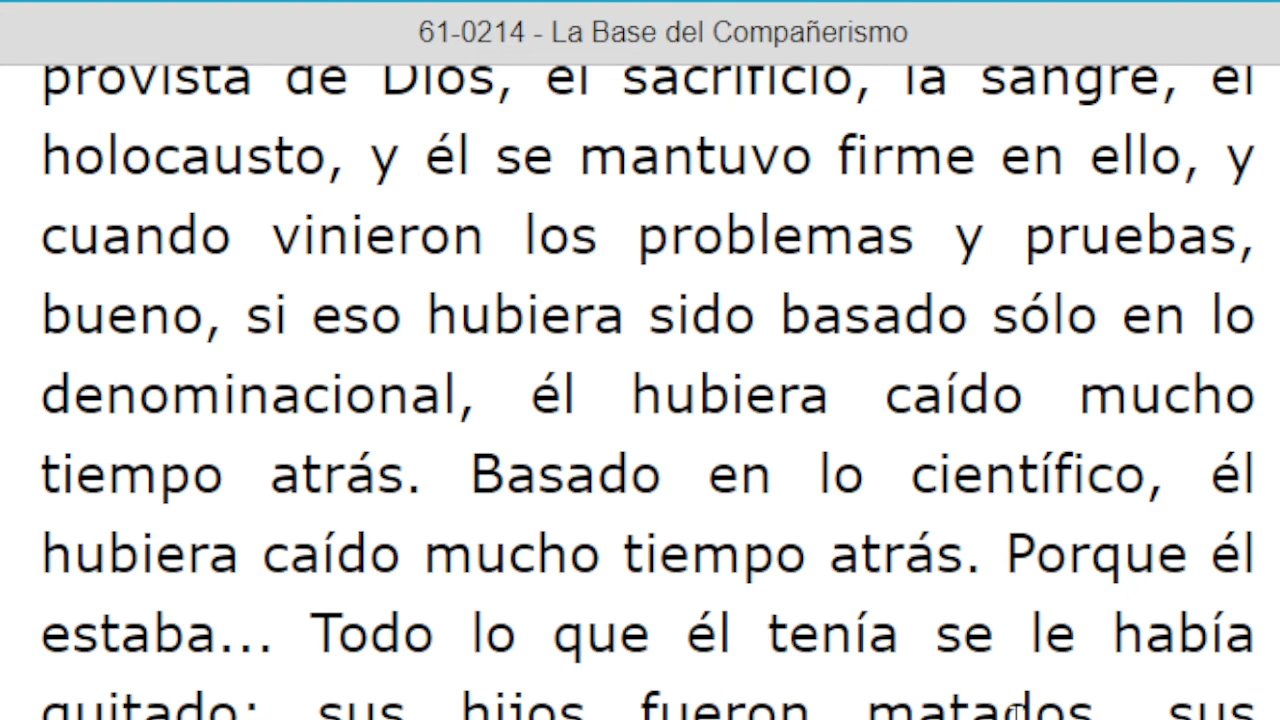 61-0214 - La Base del Compañerismo
provista de Dios, el sacrificio, la sangre, el
holocausto, y él se mantuvo firme en ello, y
cuando vinieron los problemas y pruebas,
bueno, si eso hubiera sido basado sólo en lo
denominacional, él hubiera caído mucho
tiempo atrás. Basado en lo científico, él
hubiera caído mucho tiempo atrás. Porque él
estaba... Todo lo que él tenía se le había
quitado; sus hijos fueron matados, sus